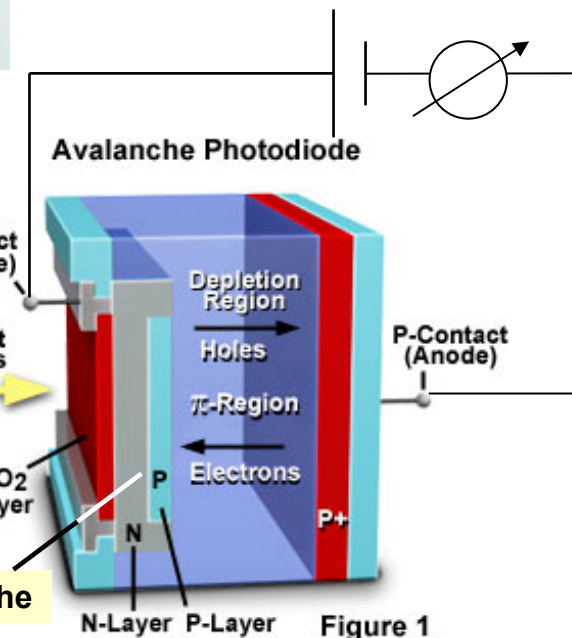 Avalanche Photodiode
Depletion
Region
Holes
P-Contact
(Anode)
π-Region
Electrons
P
P+
N
N-Layer P-Layer
Figure 1